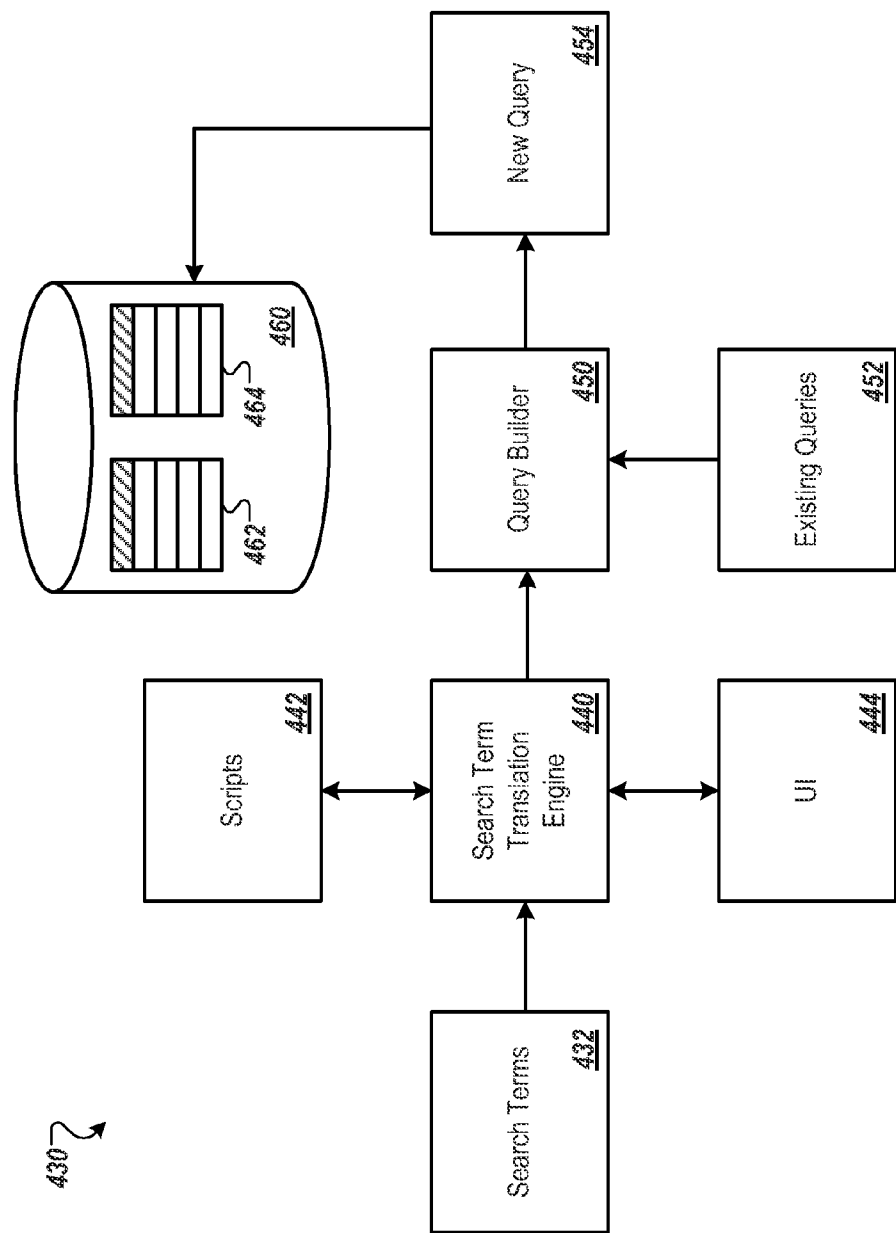 430
Search Terms
432
Scripts
442
Search Term
Translation
Engine
440
UI
444
462
464
460
Query Builder
450
Existing Queries
452
New Query
454